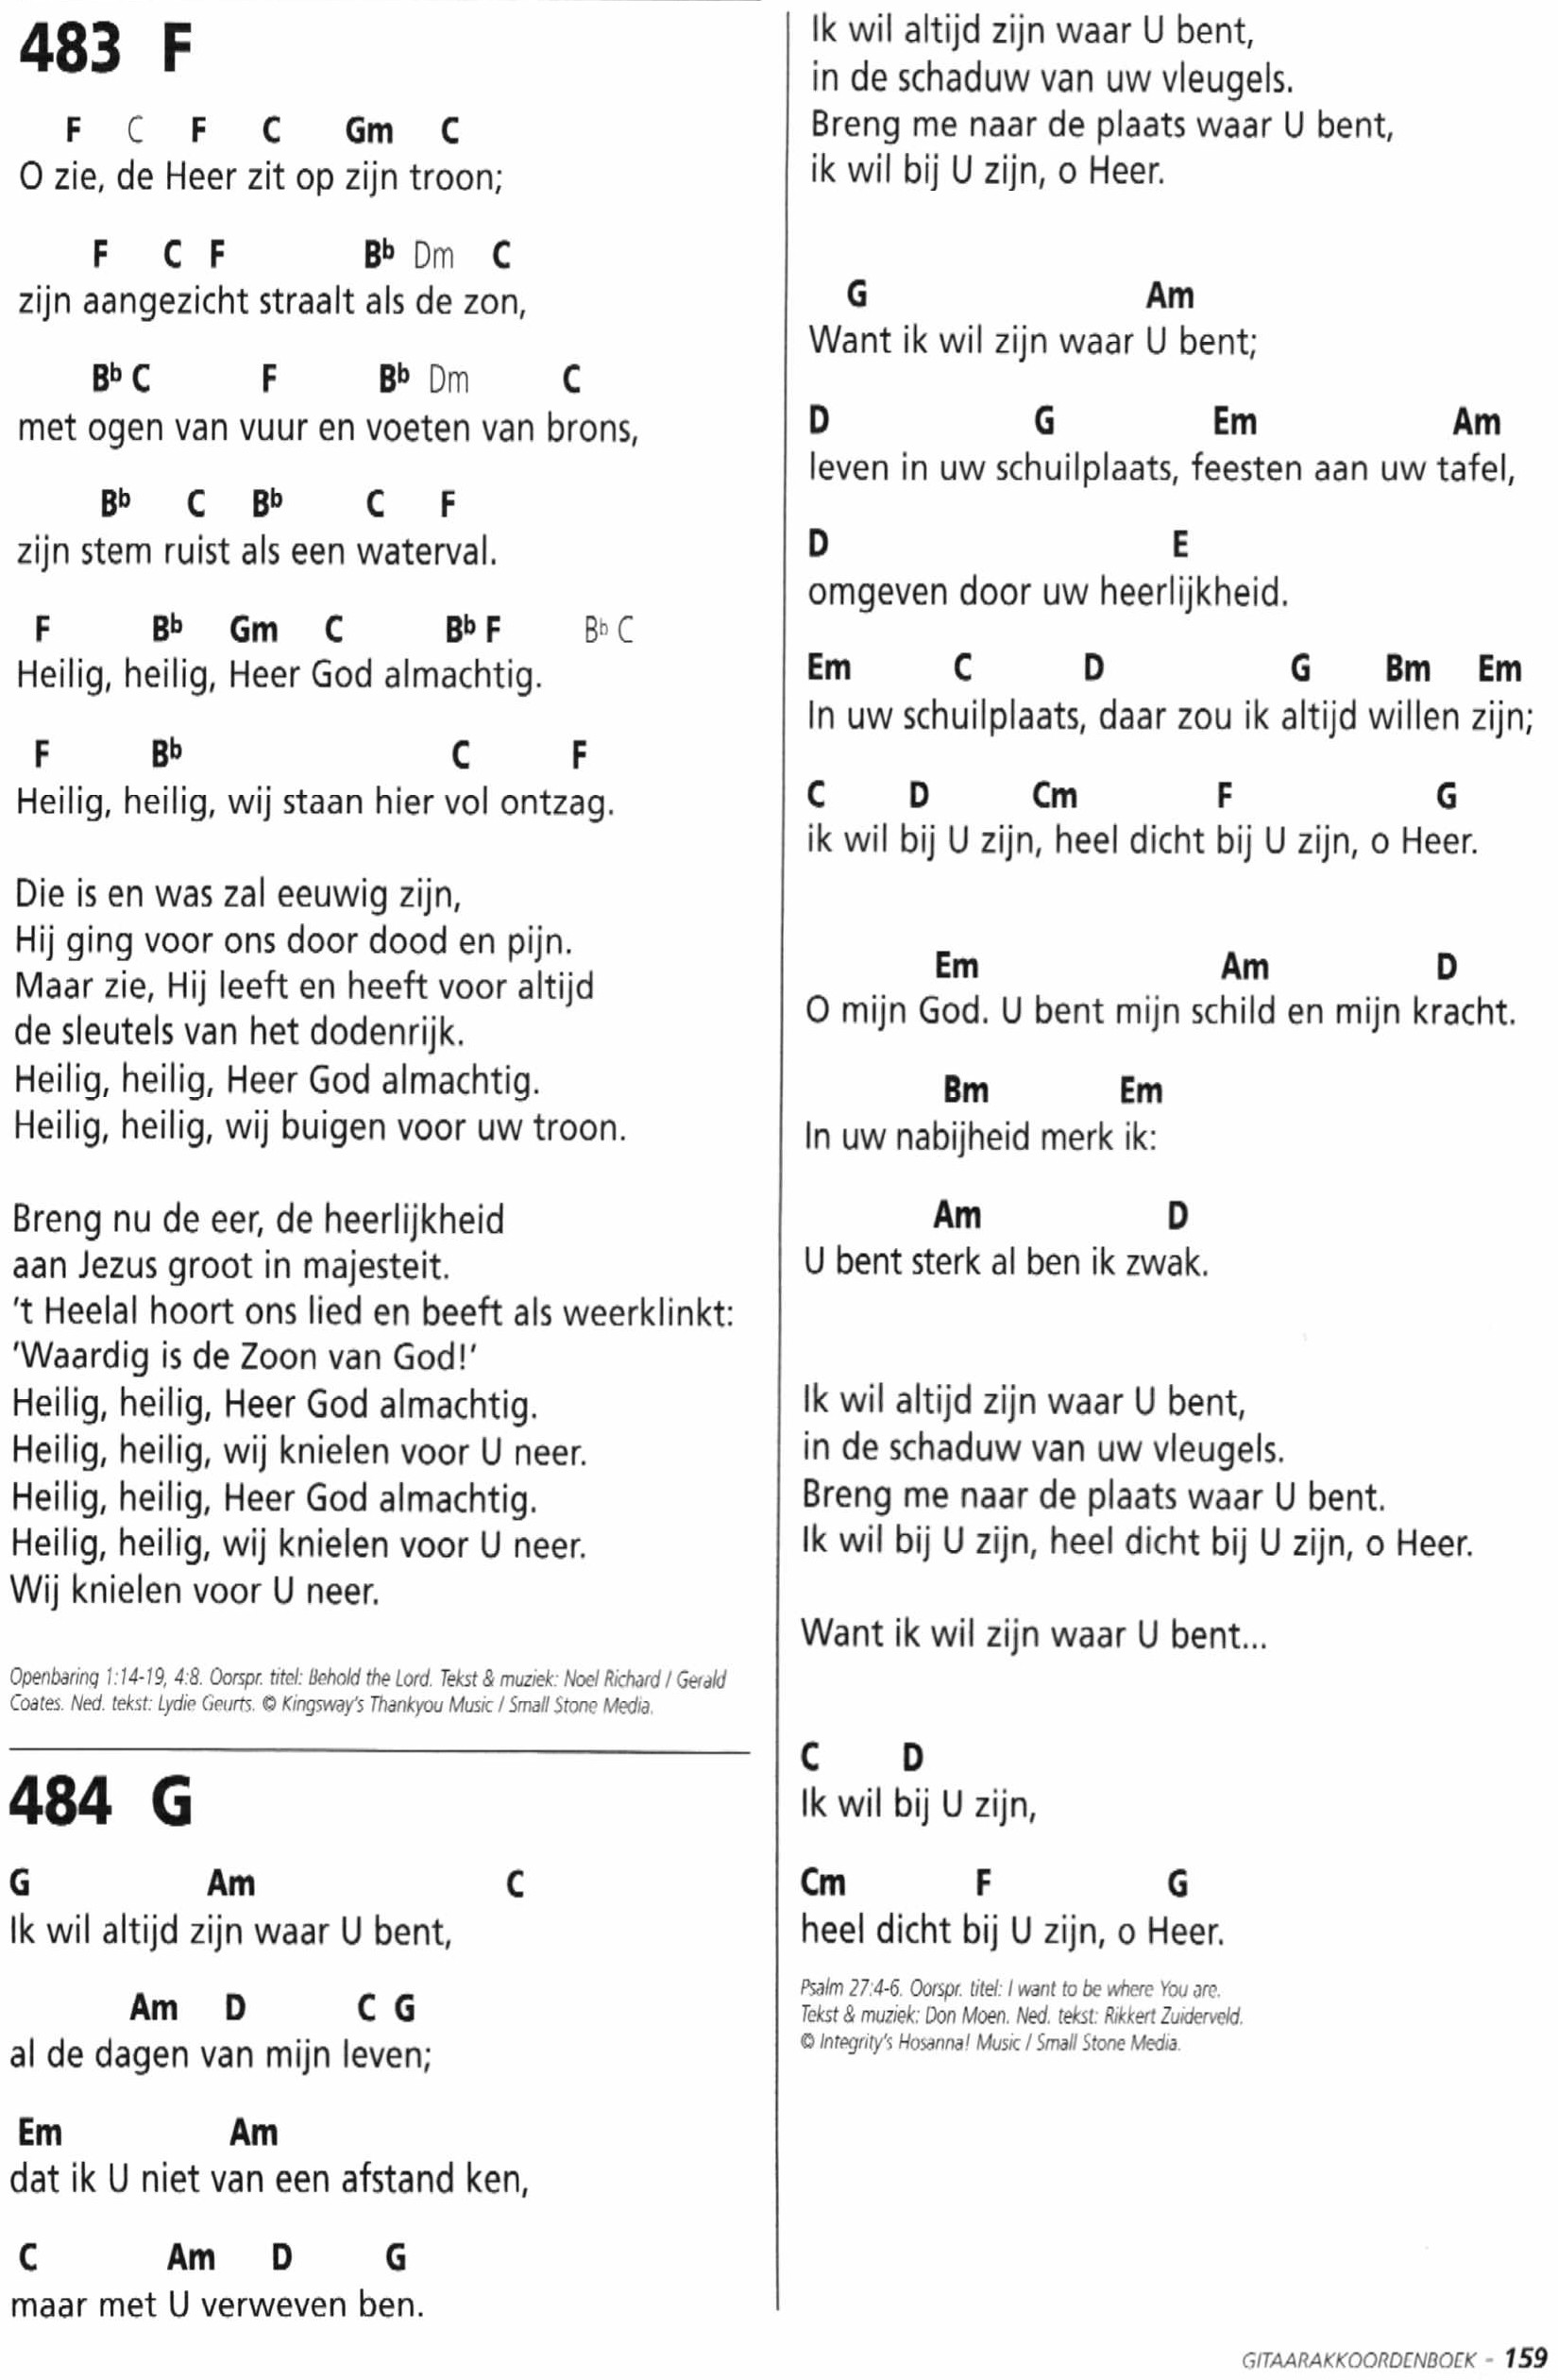 483 F
F C F C Gm C
O zie, de Heer zit op zijn troon;
F C F Bb Dm C
zijn aangezicht straalt als de zon,
Bb C F Bb Dm C
met ogen van vuur en voeten van brons,
Bb C Bb C F
zijn stem ruist als een waterval.
F Bb Gm C Bb F Bb C
Heilig, heilig, Heer God almachtig.
F Bb C F
Heilig, heilig, wij staan hier vol ontzag.
Die is en was zal eeuwig zijn,
Hij ging voor ons door dood en pijn.
Maar zie, Hij leeft en heeft voor altijd
de sleutels van het dodenrijk.
Heilig, heilig, Heer God almachtig.
Heilig, heilig, wij buigen voor uw troon.
Breng nu de eer, de heerlijkheid
aan Jezus groot in majesteit.
't Heelal hoort ons lied en beeft als weerklinkt:
'Waardig is de Zoon van God!'
Heilig, heilig, Heer God almachtig.
Heilig, heilig, wij knielen voor U neer.
Heilig, heilig, Heer God almachtig.
Heilig, heilig, wij knielen voor U neer.
Wij knielen voor U neer.
Openbaring 1:14-19, 4:8. Oorspr. titel: Behold the Lord. Tekst & muziek: Noel Richard / Gerald
Coates. Ned. tekst: Lydie Geurts. © Kingsway's Thankyou Music / Small Stone Media.
484 G
G Am C
Ik wil altijd zijn waar U bent,
Am D C G
al de dagen van mijn leven;
Em Am
dat ik U niet van een afstand ken,
C Am D G
maar met U verweven ben.
Ik wil altijd zijn waar U bent,
in de schaduw van uw vleugels.
Breng me naar de plaats waar U bent,
ik wil bij U zijn, o Heer.
G Am
Want ik wil zijn waar U bent;
D G Em Am
leven in uw schuilplaats, feesten aan uw tafel,
D E
omgeven door uw heerlijkheid.
Em C D G Bm Em
In uw schuilplaats, daar zou ik altijd willen zijn;
C D Cm F G
ik wil bij U zijn, heel dicht bij U zijn, o Heer.
Em Am D
O mijn God. U bent mijn schild en mijn kracht.
Bm Em
In uw nabijheid merk ik:
Am D
U bent sterk al ben ik zwak.
Ik wil altijd zijn waar U bent,
in de schaduw van uw vleugels.
Breng me naar de plaats waar U bent.
Ik wil bij U zijn, heel dicht bij U zijn, o Heer.
Want ik wil zijn waar U bent...
C D
Ik wil bij U zijn,
Cm F G
heel dicht bij U zijn, o Heer.
Psalm 27:4-6. Oorspr. titel: I want to be where You are.
Tekst & muziek: Don Moen. Ned. tekst: Rikkert Zuiderveld.
© Integrity's Hosanna! Music / Small Stone Media.
GITAARAKKOORDENBOEK - 159